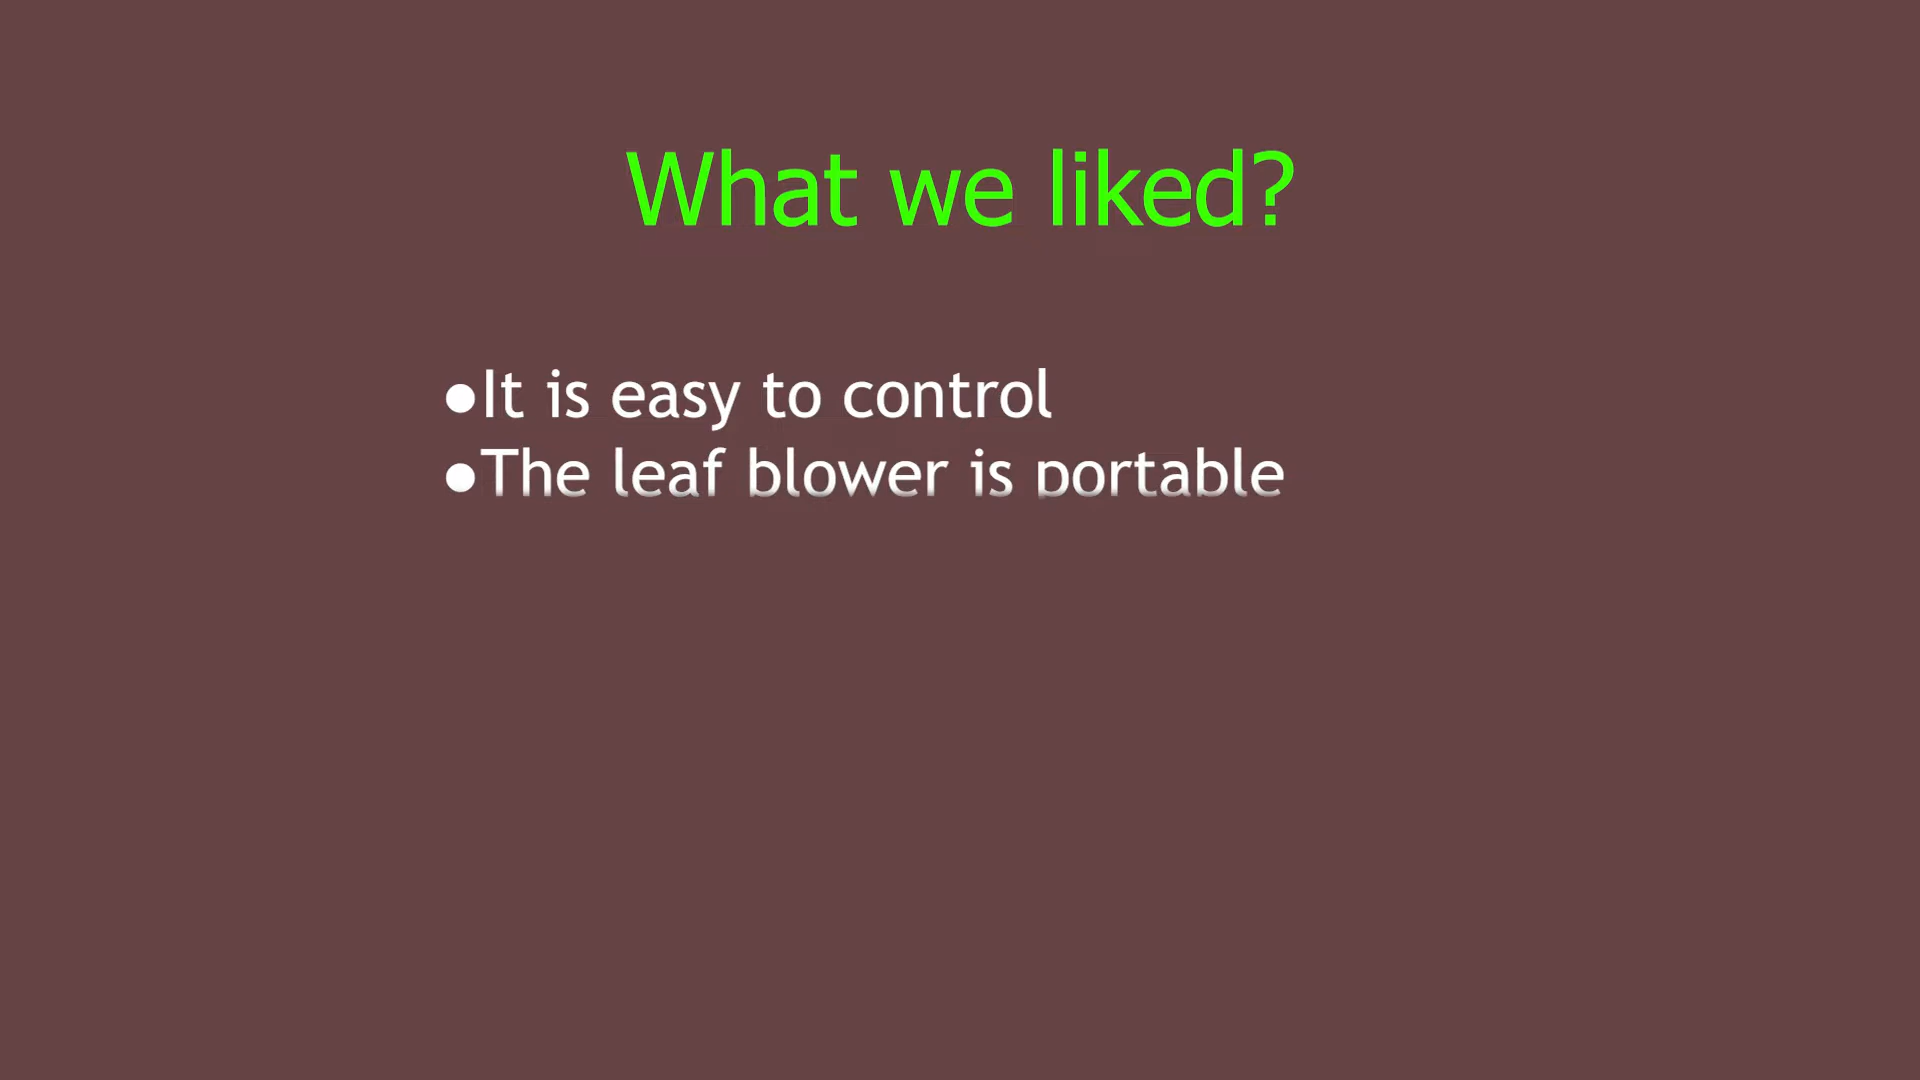 What we liked?
●It is easy to control
●The leaf blower is portable